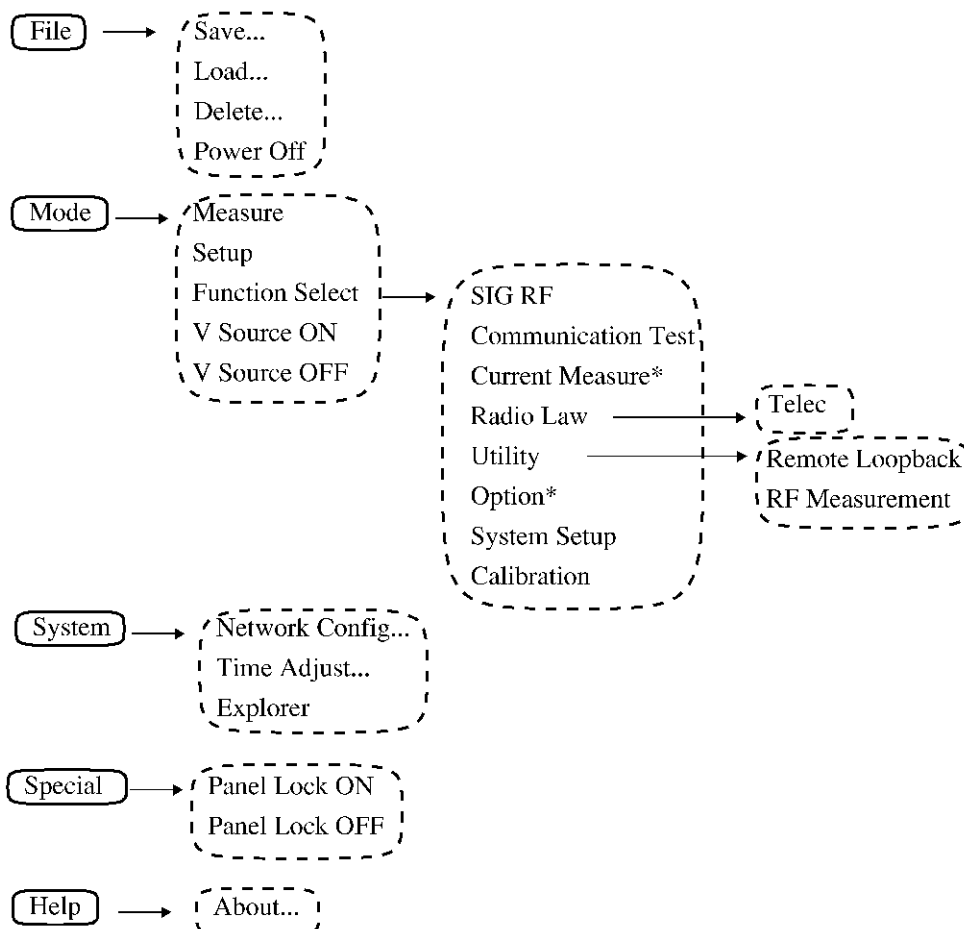 File
Save...
Load...
Delete...
Power Off
Mode
Measure
Setup
Function Select
V Source ON
V Source OFF
SIG RF
Communication Test
Current Measure*
Radio Law
Utility
Option*
System Setup
Calibration
Telec
Remote Loopback
RF Measurement
System
Network Config...
Time Adjust...
Explorer
Special
Panel Lock ON
Panel Lock OFF
Help
About...